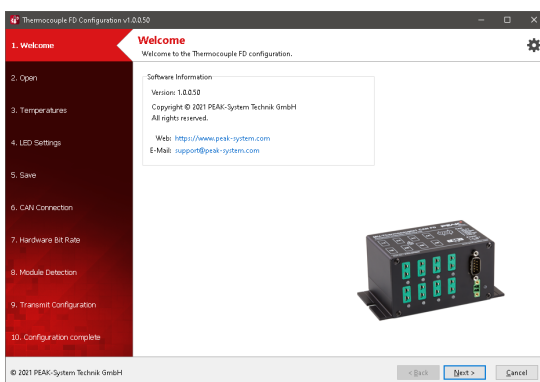 Thermocouple FD Configuration v1.0.0.50
1. Welcome
Welcome
Welcome to the Thermocouple FD configuration.
2. Open
3. Temperatures
4. LED Settings
5. Save
6. CAN Connection
7. Hardware Bit Rate
8. Module Detection
9. Transmit Configuration
10. Configuration complete
Software Information
Version: 1.0.0.50
Copyright © 2021 PEAK-System Technik GmbH
All rights reserved.
Web: https://www.peak-system.com
E-Mail: support@peak-system.com
© 2021 PEAK-System Technik GmbH
< Back
Next >
Cancel